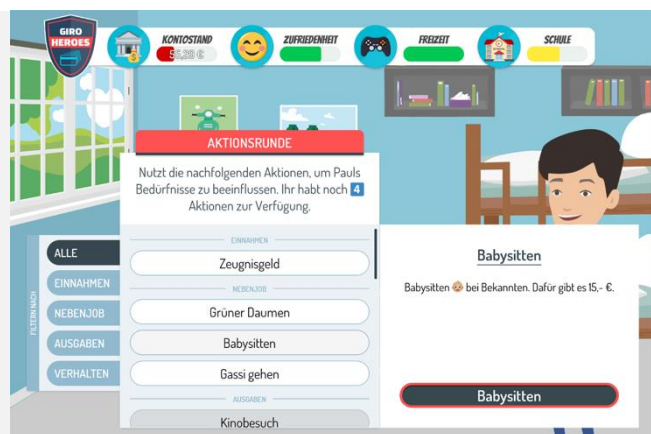 GIRO
HEROES
KONTOSTAND
ZUFRIEDENHEIT
FREIZEIT
SCHULE
AKTIONSRUNDE
Nutzt die nachfolgenden Aktionen, um Pauls
Bedürfnisse zu beeinflussen. Ihr habt noch 4
Aktionen zur Verfügung.
FILTERN NACH
ALLE
EINNAHMEN
NEBENJOB
AUSGABEN
VERHALTEN
EINNAHMEN
Zeugnisgeld
NEBENJOB
Grüner Daumen
Babysitten
Gassi gehen
AUSGABEN
Kinobesuch
Babysitten
Babysitten 👶🏼 bei Bekannten. Dafür gibt es 15,- €.
Babysitten